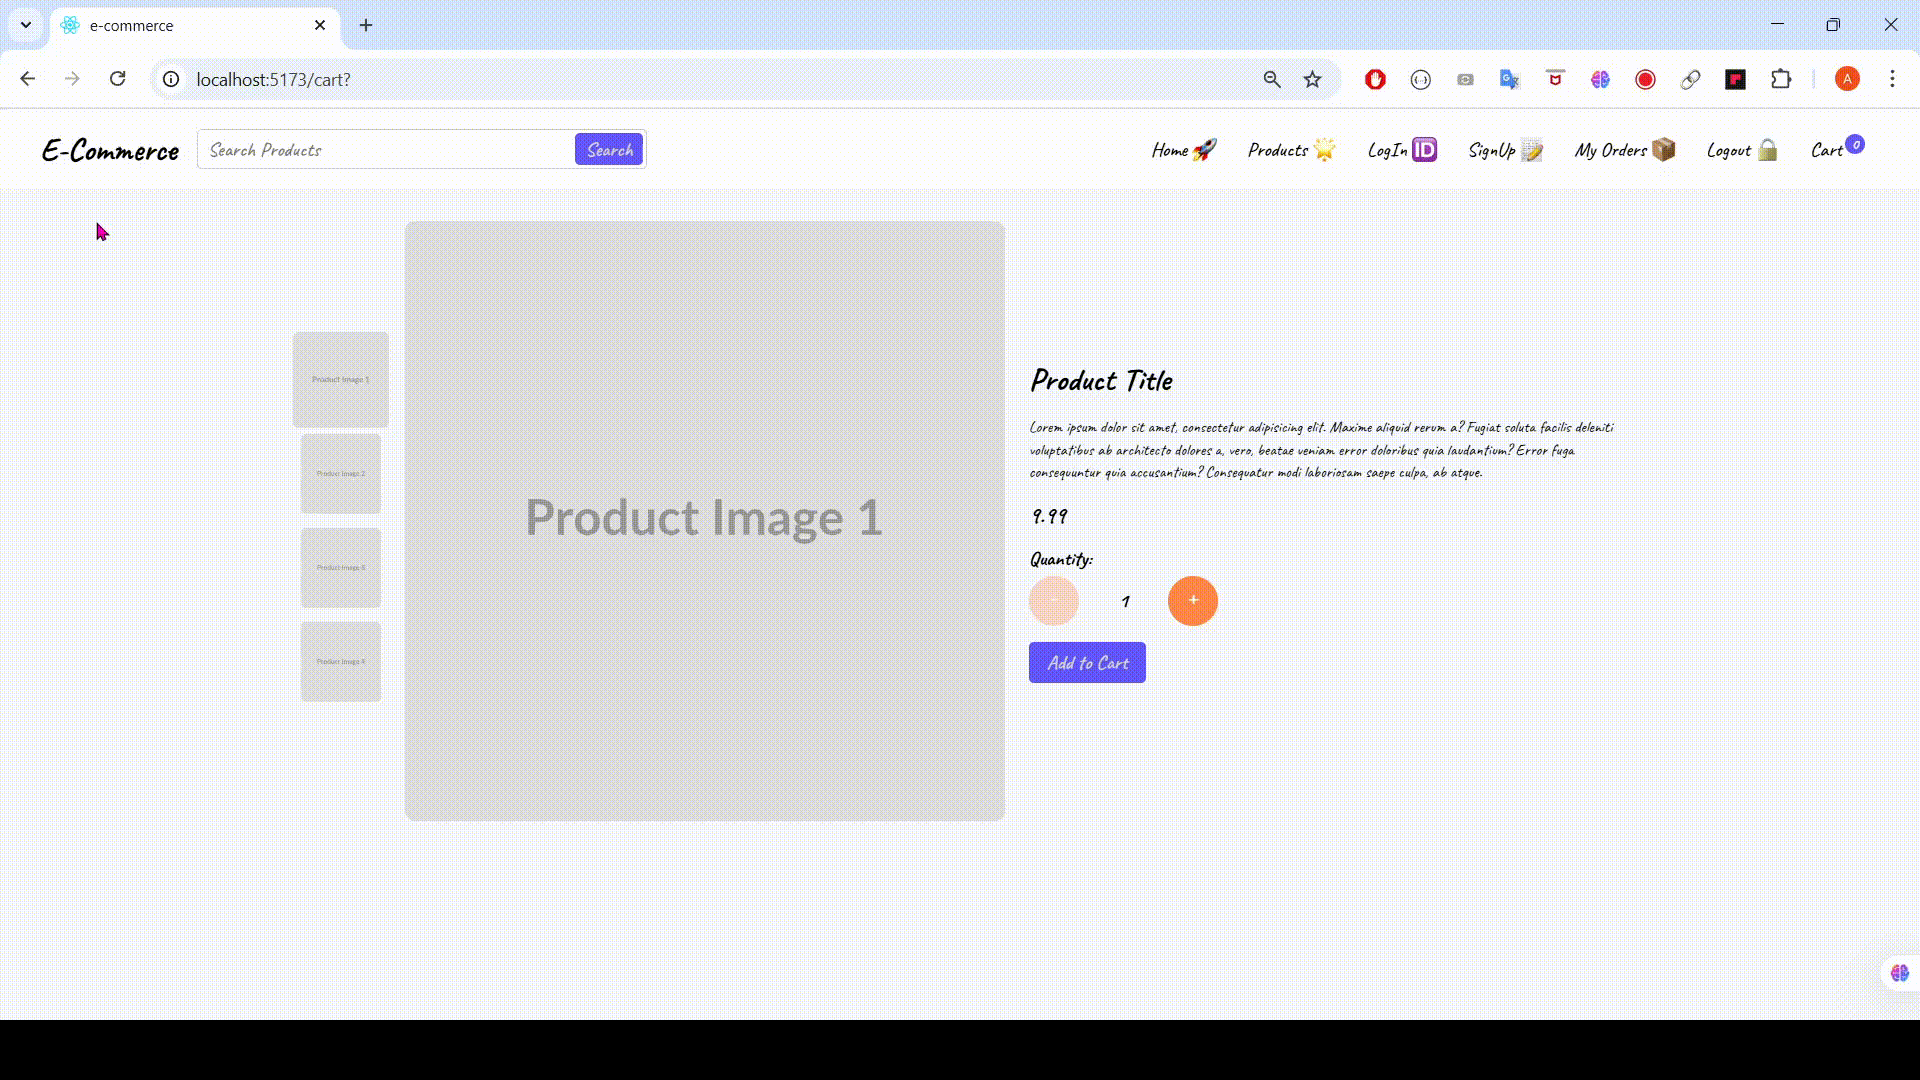 e-commerce
localhost:5173/cart?
A
E-Commerce
Search Products
Search
Home
Products
LogIn
ID
SignUp
My Orders
Logout
Cart
0
Product Image 1
Product Image 2
Product Image 3
Product Image 4
Product Image 1
Product Title
Lorem ipsum dolor sit amet, consectetur adipisicing elit. Maxime aliquid rerum a? Fugiat soluta facilis deleniti
voluptatibus ab architecto dolores a, vero, beatae veniam error doloribus quia laudantium? Error fuga
consequuntur quia accusantium? Consequatur modi laboriosam saepe culpa, ab atque.
9.99
Quantity:
- 1 +
Add to Cart